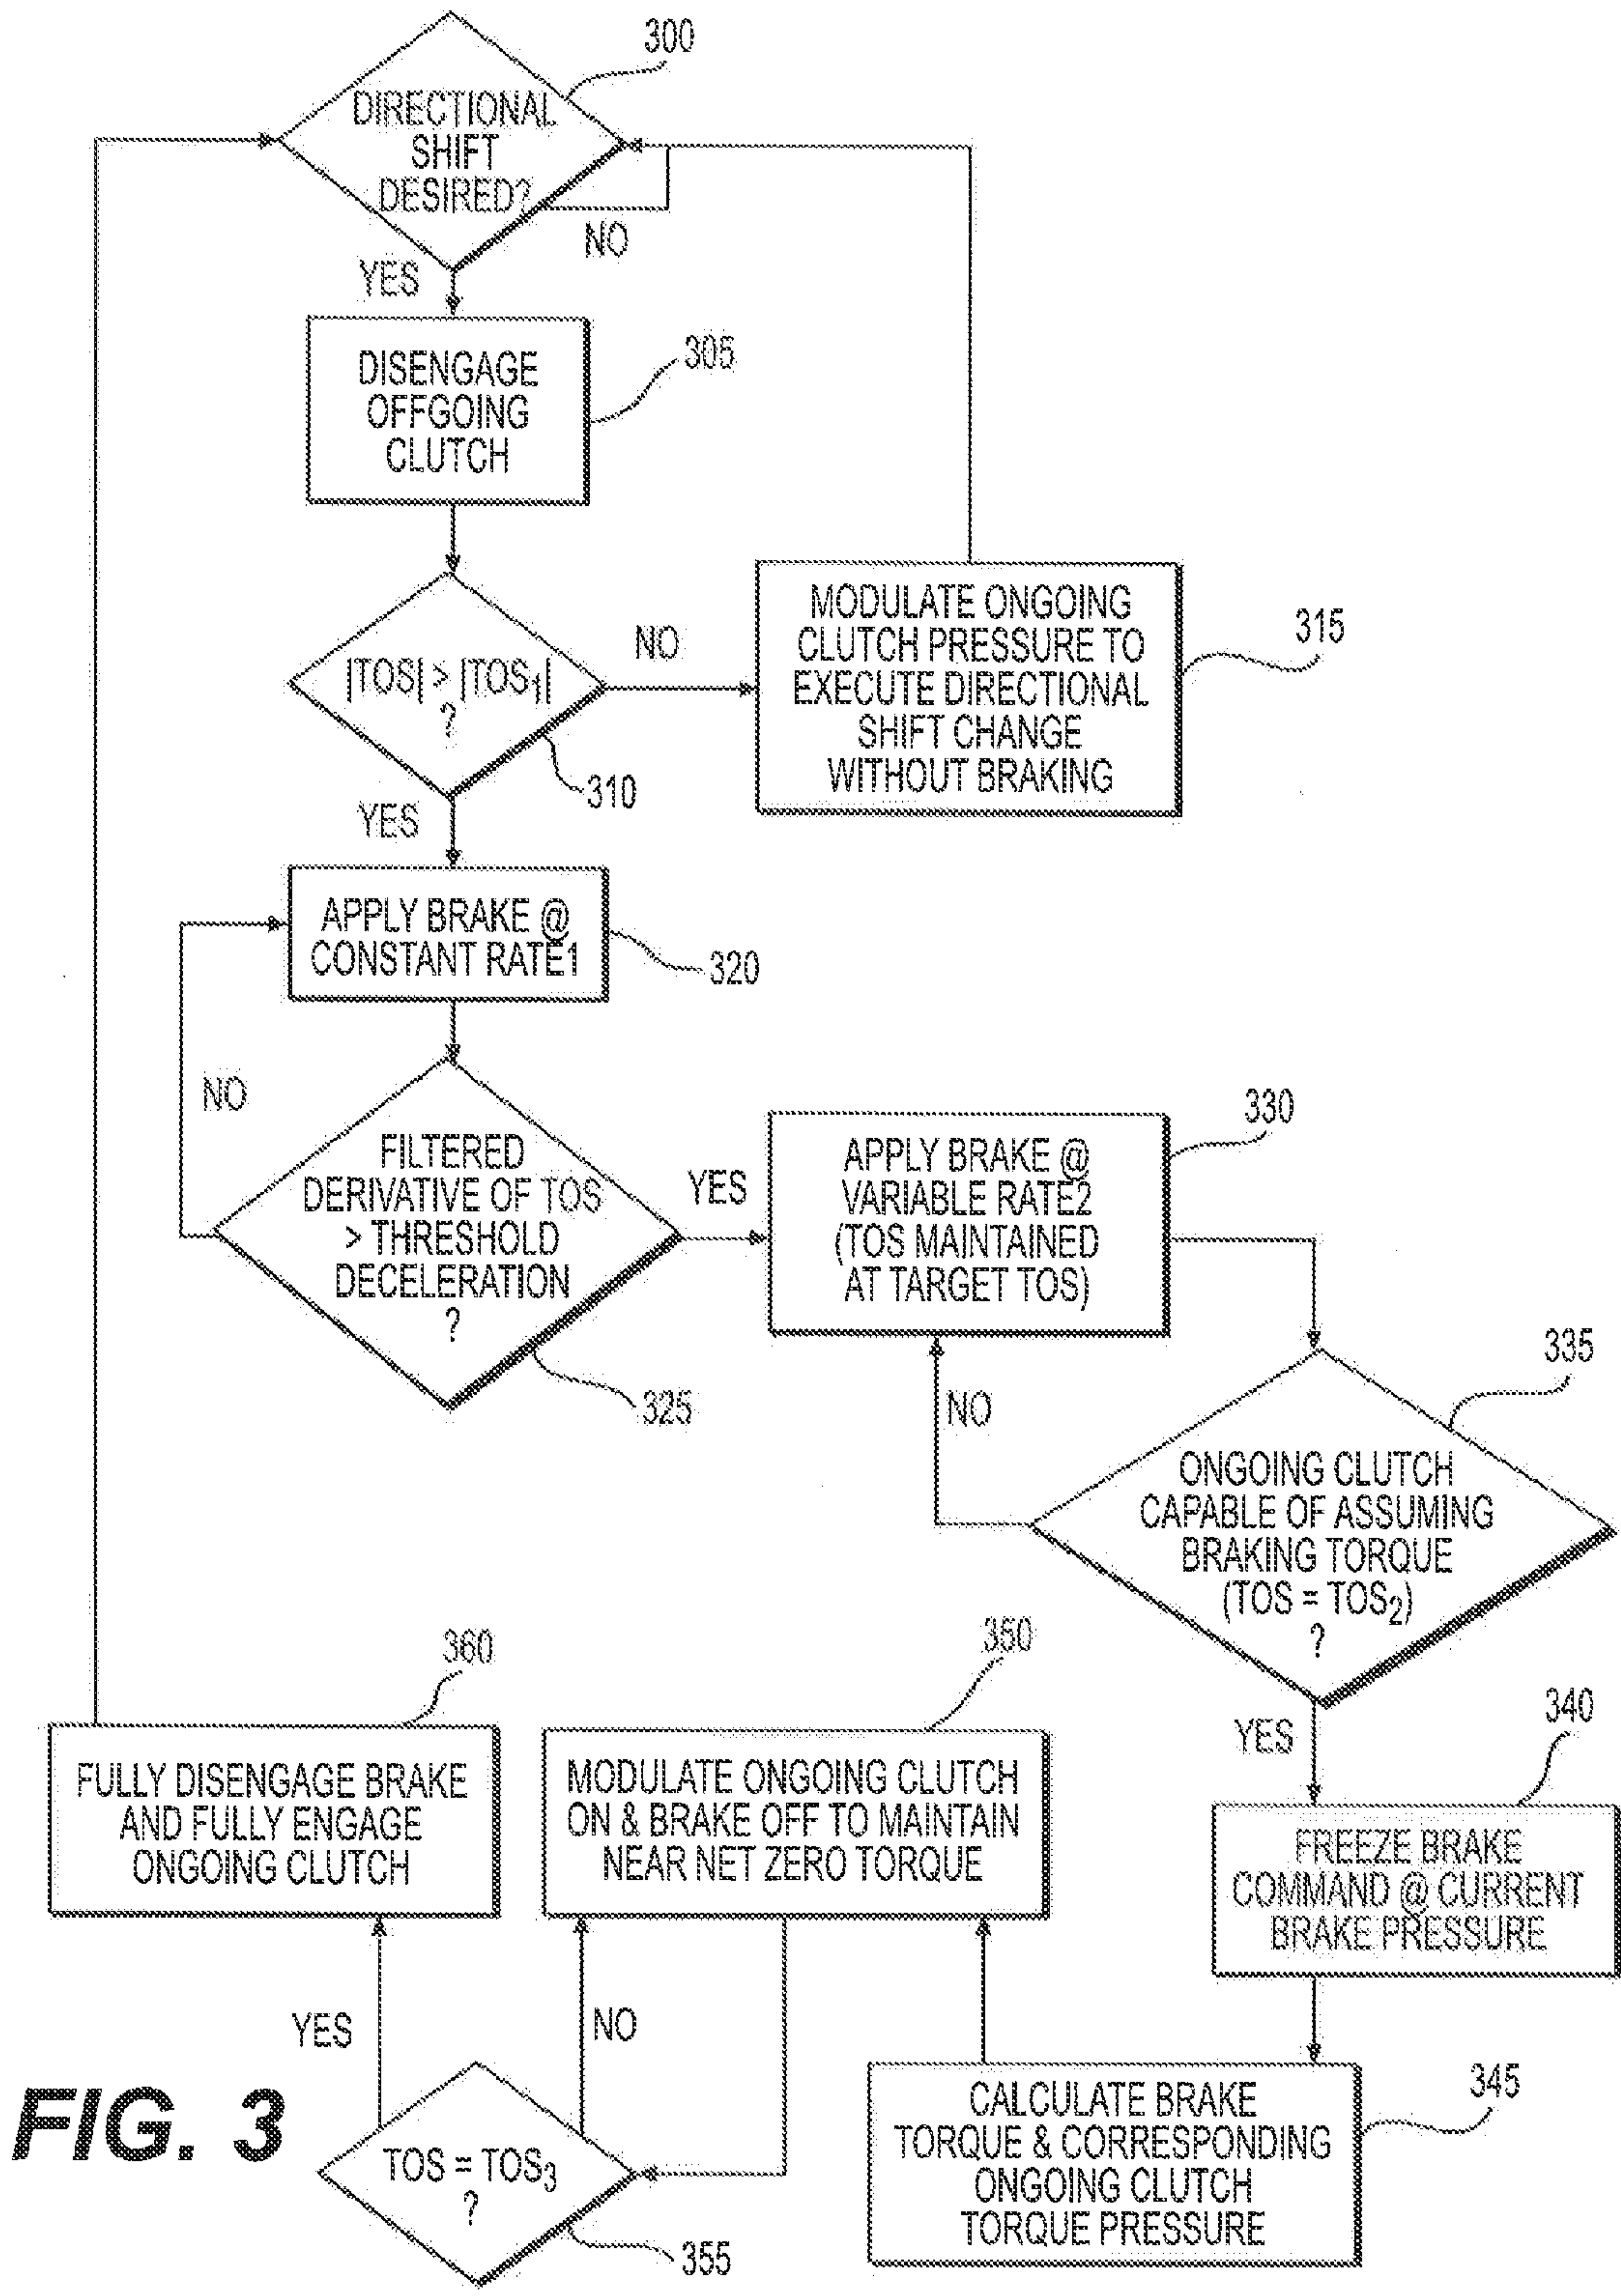 300
DIRECTIONAL
SHIFT
DESIRED?
NO
YES
305
DISENGAGE
OFFGOING
CLUTCH
|TOS| > |TOS₁|
?
NO
310
YES
MODULATE ONGOING
CLUTCH PRESSURE TO
EXECUTE DIRECTIONAL
SHIFT CHANGE
WITHOUT BRAKING
315
APPLY BRAKE @
CONSTANT RATE1
320
NO
FILTERED
DERIVATIVE OF TOS
> THRESHOLD
DECELERATION
?
325
YES
330
APPLY BRAKE @
VARIABLE RATE2
(TOS MAINTAINED
AT TARGET TOS)
NO
335
ONGOING CLUTCH
CAPABLE OF ASSUMING
BRAKING TORQUE
(TOS = TOS₂)
?
YES
340
FREEZE BRAKE
COMMAND @ CURRENT
BRAKE PRESSURE
345
CALCULATE BRAKE
TORQUE & CORRESPONDING
ONGOING CLUTCH
TORQUE PRESSURE
350
MODULATE ONGOING CLUTCH
ON & BRAKE OFF TO MAINTAIN
NEAR NET ZERO TORQUE
NO
TOS = TOS₃
?
355
YES
360
FULLY DISENGAGE BRAKE
AND FULLY ENGAGE
ONGOING CLUTCH
FIG. 3